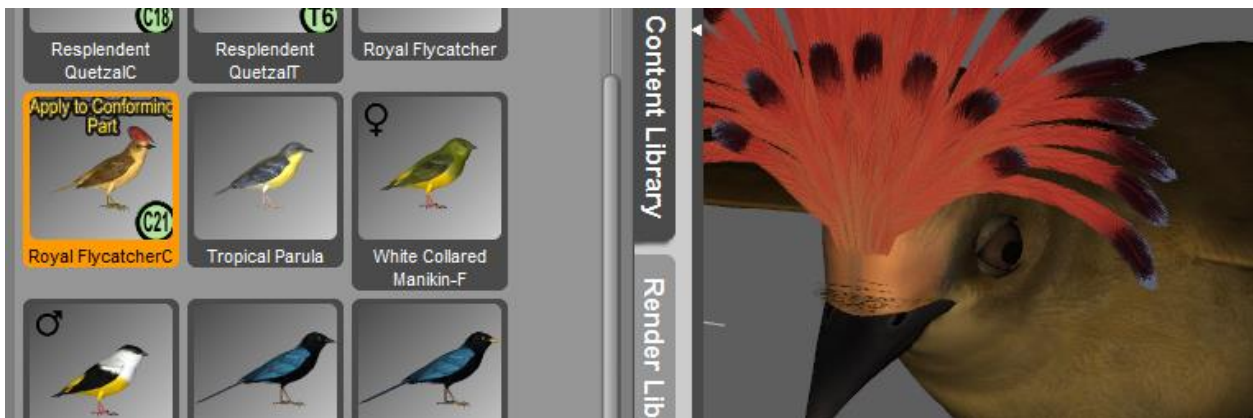 C18
T6
Resplendent
QuetzalC
Resplendent
QuetzalT
Royal Flycatcher
Apply to Conforming
Part
C21
Royal FlycatcherC
Tropical Parula
♀
White Collared
Manikin-F
♂
Content Library
Render Lib